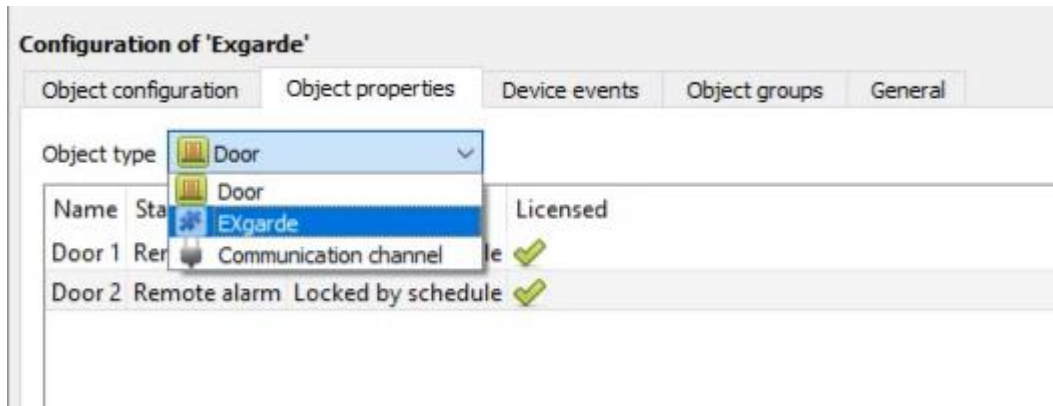 Configuration of 'Exgarde'
Object configuration Object properties Device events Object groups General
Object type Door
Door
EXgarde
Communication channel
Name Sta Licensed
Door 1 Rer le
Door 2 Remote alarm Locked by schedule